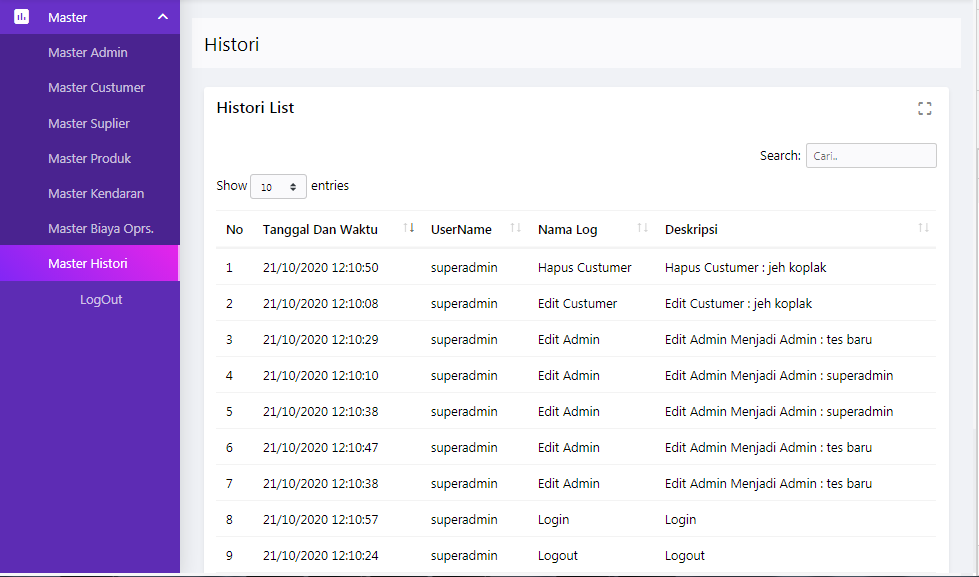 Master
Master Admin
Master Custumer
Master Suplier
Master Produk
Master Kendaran
Master Biaya Oprs.
Master Histori
LogOut
Histori
Histori List
Search: Cari..
Show 10 entries
No Tanggal Dan Waktu UserName Nama Log Deskripsi
1 21/10/2020 12:10:50 superadmin Hapus Custumer Hapus Custumer : jeh koplak
2 21/10/2020 12:10:08 superadmin Edit Custumer Edit Custumer : jeh koplak
3 21/10/2020 12:10:29 superadmin Edit Admin Edit Admin Menjadi Admin : tes baru
4 21/10/2020 12:10:10 superadmin Edit Admin Edit Admin Menjadi Admin : superadmin
5 21/10/2020 12:10:38 superadmin Edit Admin Edit Admin Menjadi Admin : superadmin
6 21/10/2020 12:10:47 superadmin Edit Admin Edit Admin Menjadi Admin : tes baru
7 21/10/2020 12:10:38 superadmin Edit Admin Edit Admin Menjadi Admin : tes baru
8 21/10/2020 12:10:57 superadmin Login Login
9 21/10/2020 12:10:24 superadmin Logout Logout